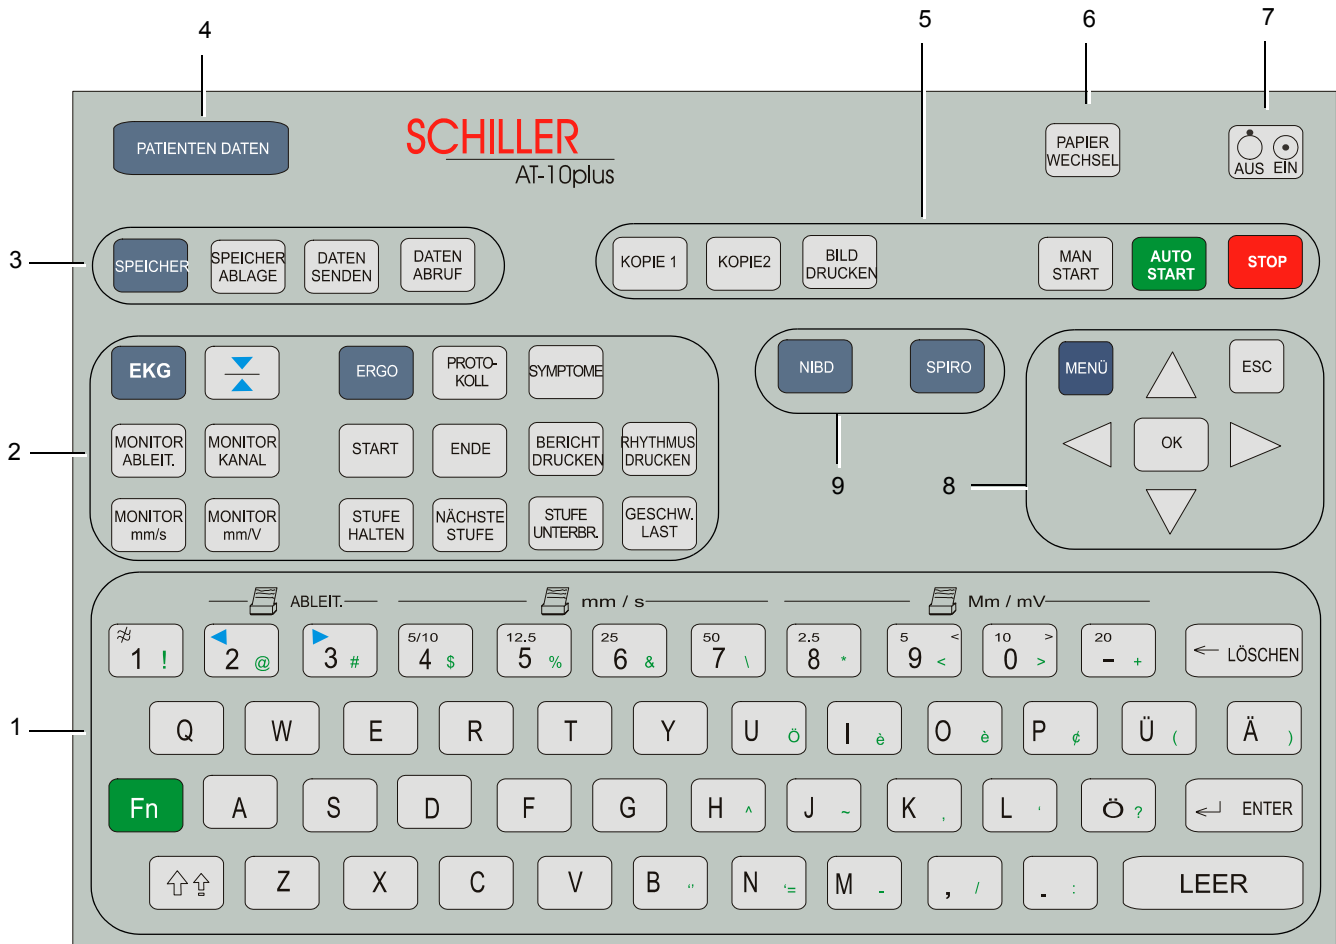 4
5
6
7
PATIENTEN DATEN
SCHILLER
AT-10plus
PAPIER
WECHSEL
AUS EIN
3
SPEICHER
SPEICHER
ABLAGE
DATEN
SENDEN
DATEN
ABRUF
KOPIE 1
KOPIE2
BILD
DRUCKEN
MAN
START
AUTO
START
STOP
2
EKG
ERGO
PROTO-
KOLL
SYMPTOME
MONITOR
ABLEIT.
MONITOR
KANAL
START
ENDE
BERICHT
DRUCKEN
RHYTHMUS
DRUCKEN
MONITOR
mm/s
MONITOR
mm/V
STUFE
HALTEN
NÄCHSTE
STUFE
STUFE
UNTERBR.
GESCHW.
LAST
NIBD
SPIRO
9
8
MENÜ
ESC
OK
1
ABLEIT.
mm / s
Mm / mV
1 !
2 @
3 #
5/10
4 $
12.5
5 %
25
6 &
50
7 \
2.5
8 *
5 <
9 <
10 >
0 >
20
- +
← LÖSCHEN
Q
W
E
R
T
Y
U Ö
I è
O è
P ¢
Ü (
Ä )
Fn
A
S
D
F
G
H ^
J ~
K ,
L '
Ö ?
ENTER
Z
X
C
V
B “
N '=
M -
, /
. :
LEER